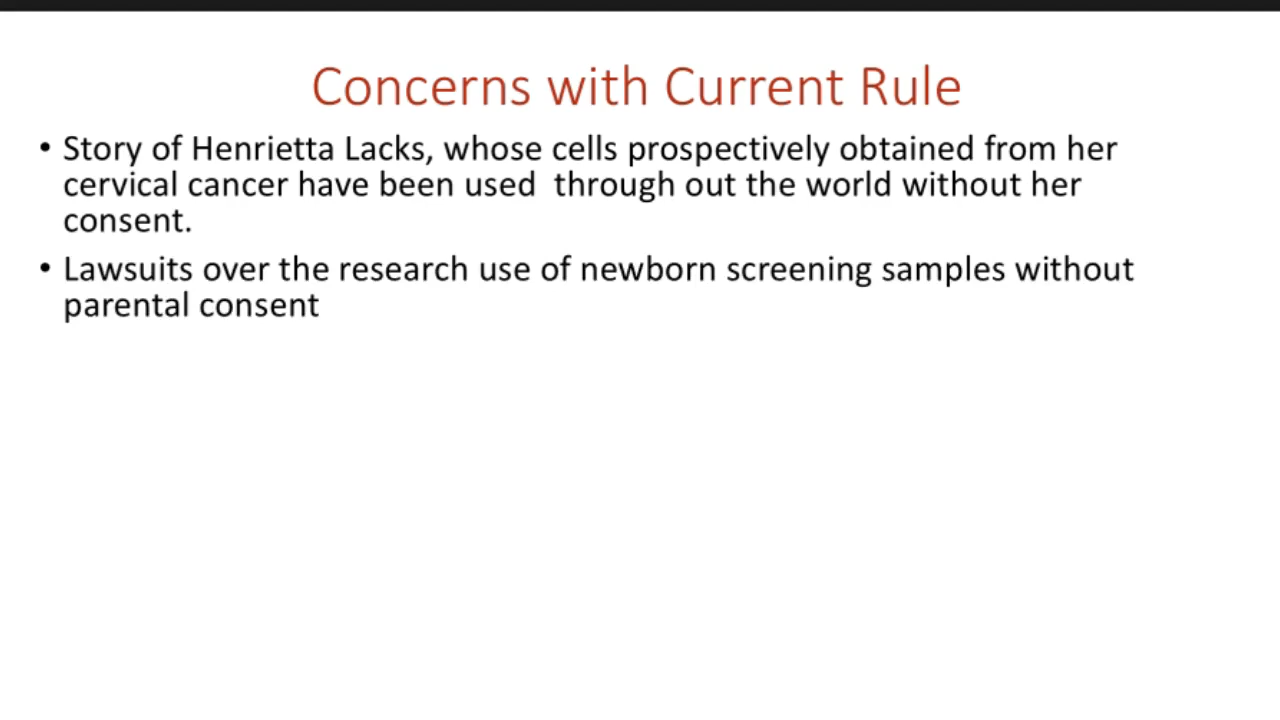 Concerns with Current Rule
• Story of Henrietta Lacks, whose cells prospectively obtained from her
cervical cancer have been used  through out the world without her
consent.
• Lawsuits over the research use of newborn screening samples without
parental consent